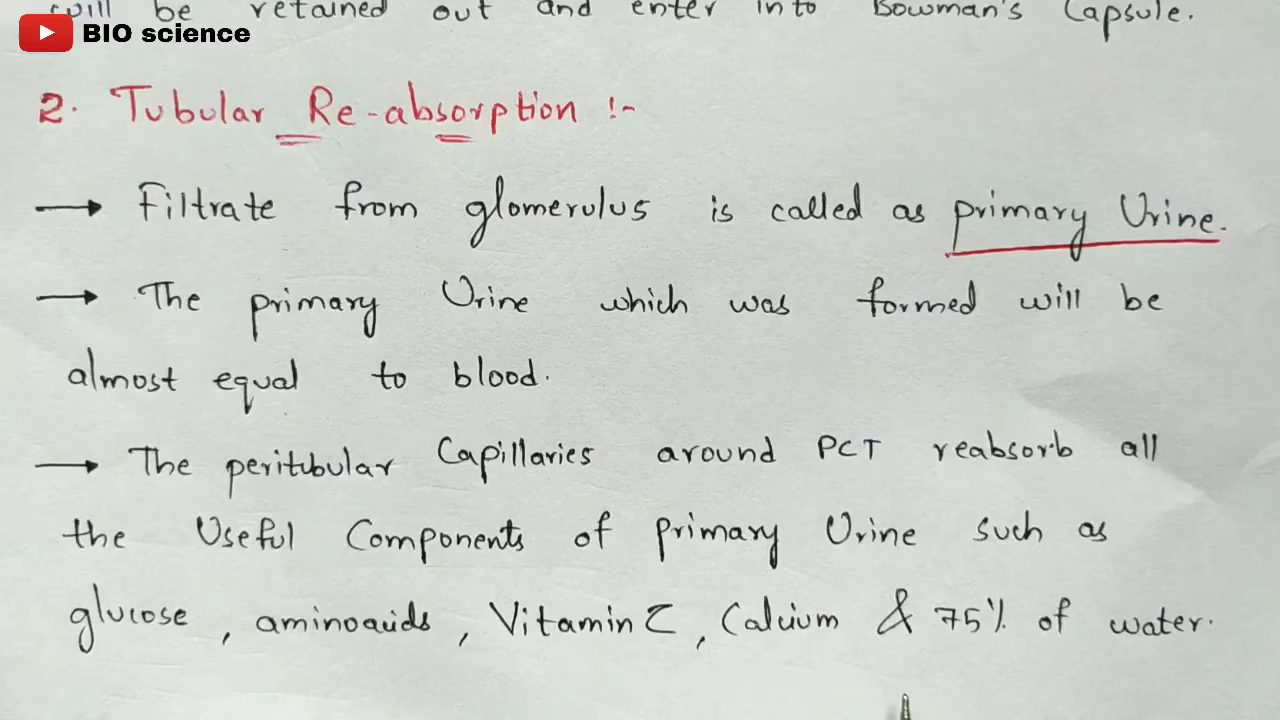 will be retained out and enter into Bowman's Capsule.
BIO science
2. Tubular Re-absorption :-
→ Filtrate from glomerulus is called as primary Urine.
→ The primary Urine which was formed will be
almost equal to blood.
→ The peritubular Capillaries around PCT reabsorb all
the Useful Components of primary Urine such as
glucose, aminoacids, Vitamin C, Calcium & 75% of water.